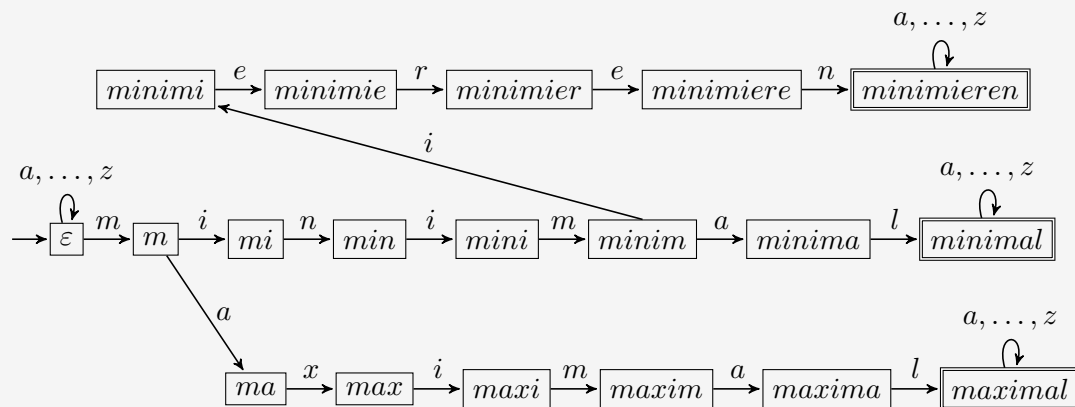 a, . . . , z
e r e n
minimi minimie minimier minimiere minimieren
i
a, . . . , z a, . . . , z
m i n i m a l
ε m mi min mini minim minima minimal
a
a, . . . , z
x i m a l
ma max maxi maxim maxima maximal